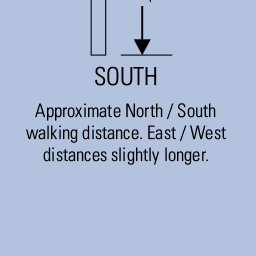 SOUTH
Approximate North / South
walking distance. East / West
distances slightly longer.